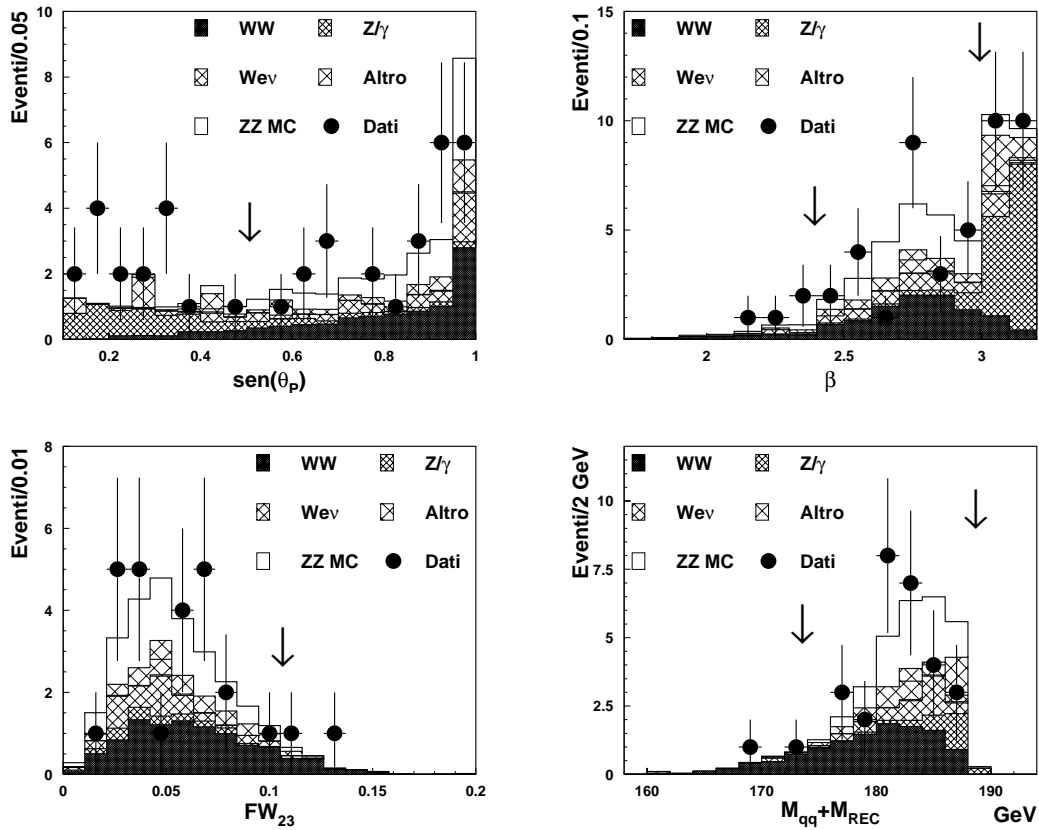 Eventi/0.05
10
8
6
4
2
0
WW
Z/γ
Weν
Altro
ZZ MC
Dati
0.2
0.4
0.6
0.8
1
sen(θP)
Eventi/0.1
15
10
5
0
WW
Z/γ
Weν
Altro
ZZ MC
Dati
2
2.5
3
β
Eventi/0.01
8
6
4
2
0
WW
Z/γ
Weν
Altro
ZZ MC
Dati
0
0.05
0.1
0.15
0.2
FW23
Eventi/2 GeV
10
7.5
5
2.5
0
WW
Z/γ
Weν
Altro
ZZ MC
Dati
160
170
180
190
Mqq+MREC
GeV